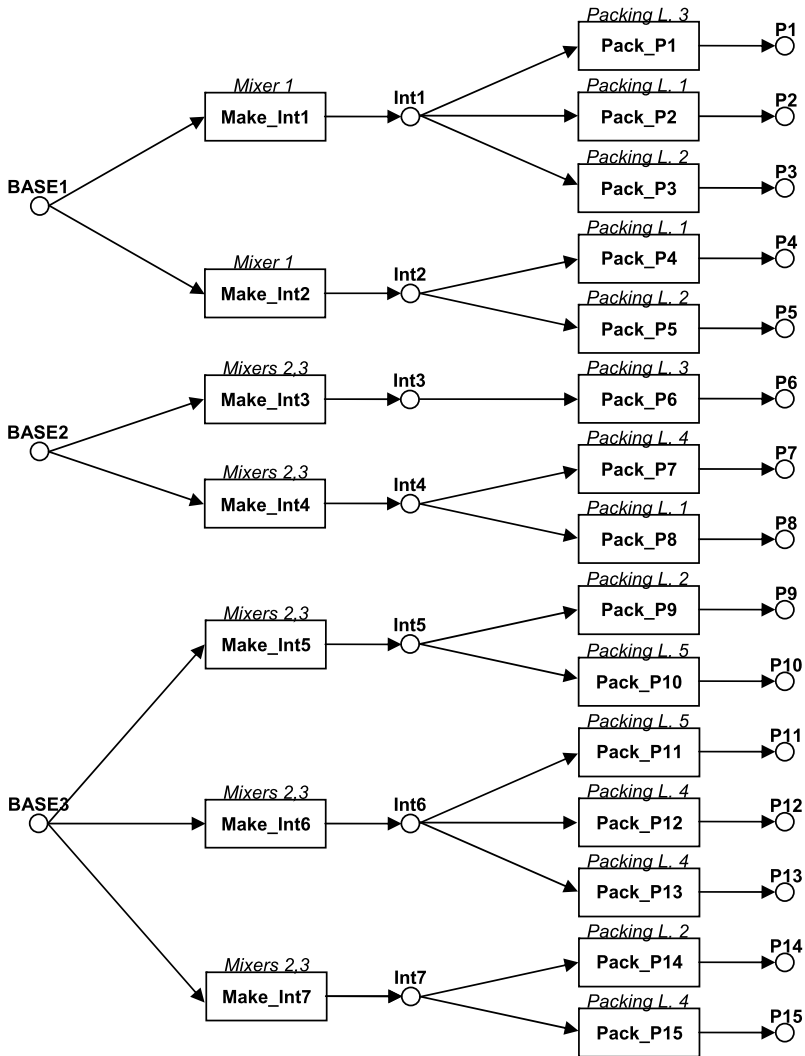 Packing L. 3
P1
Pack_P1
Mixer 1
Int1
Packing L. 1
P2
Make_Int1
Pack_P2
Packing L. 2
P3
BASE1
Pack_P3
Packing L. 1
P4
Mixer 1
Int2
Pack_P4
Make_Int2
Packing L. 2
P5
Pack_P5
Mixers 2,3
Int3
Packing L. 3
P6
Make_Int3
Pack_P6
BASE2
Packing L. 4
P7
Mixers 2,3
Int4
Pack_P7
Make_Int4
Packing L. 1
P8
Pack_P8
Packing L. 2
P9
Mixers 2,3
Int5
Pack_P9
Make_Int5
Packing L. 5
P10
Pack_P10
Packing L. 5
P11
Pack_P11
BASE3
Mixers 2,3
Int6
Packing L. 4
P12
Make_Int6
Pack_P12
Packing L. 4
P13
Pack_P13
Packing L. 2
P14
Mixers 2,3
Int7
Pack_P14
Make_Int7
Packing L. 4
P15
Pack_P15